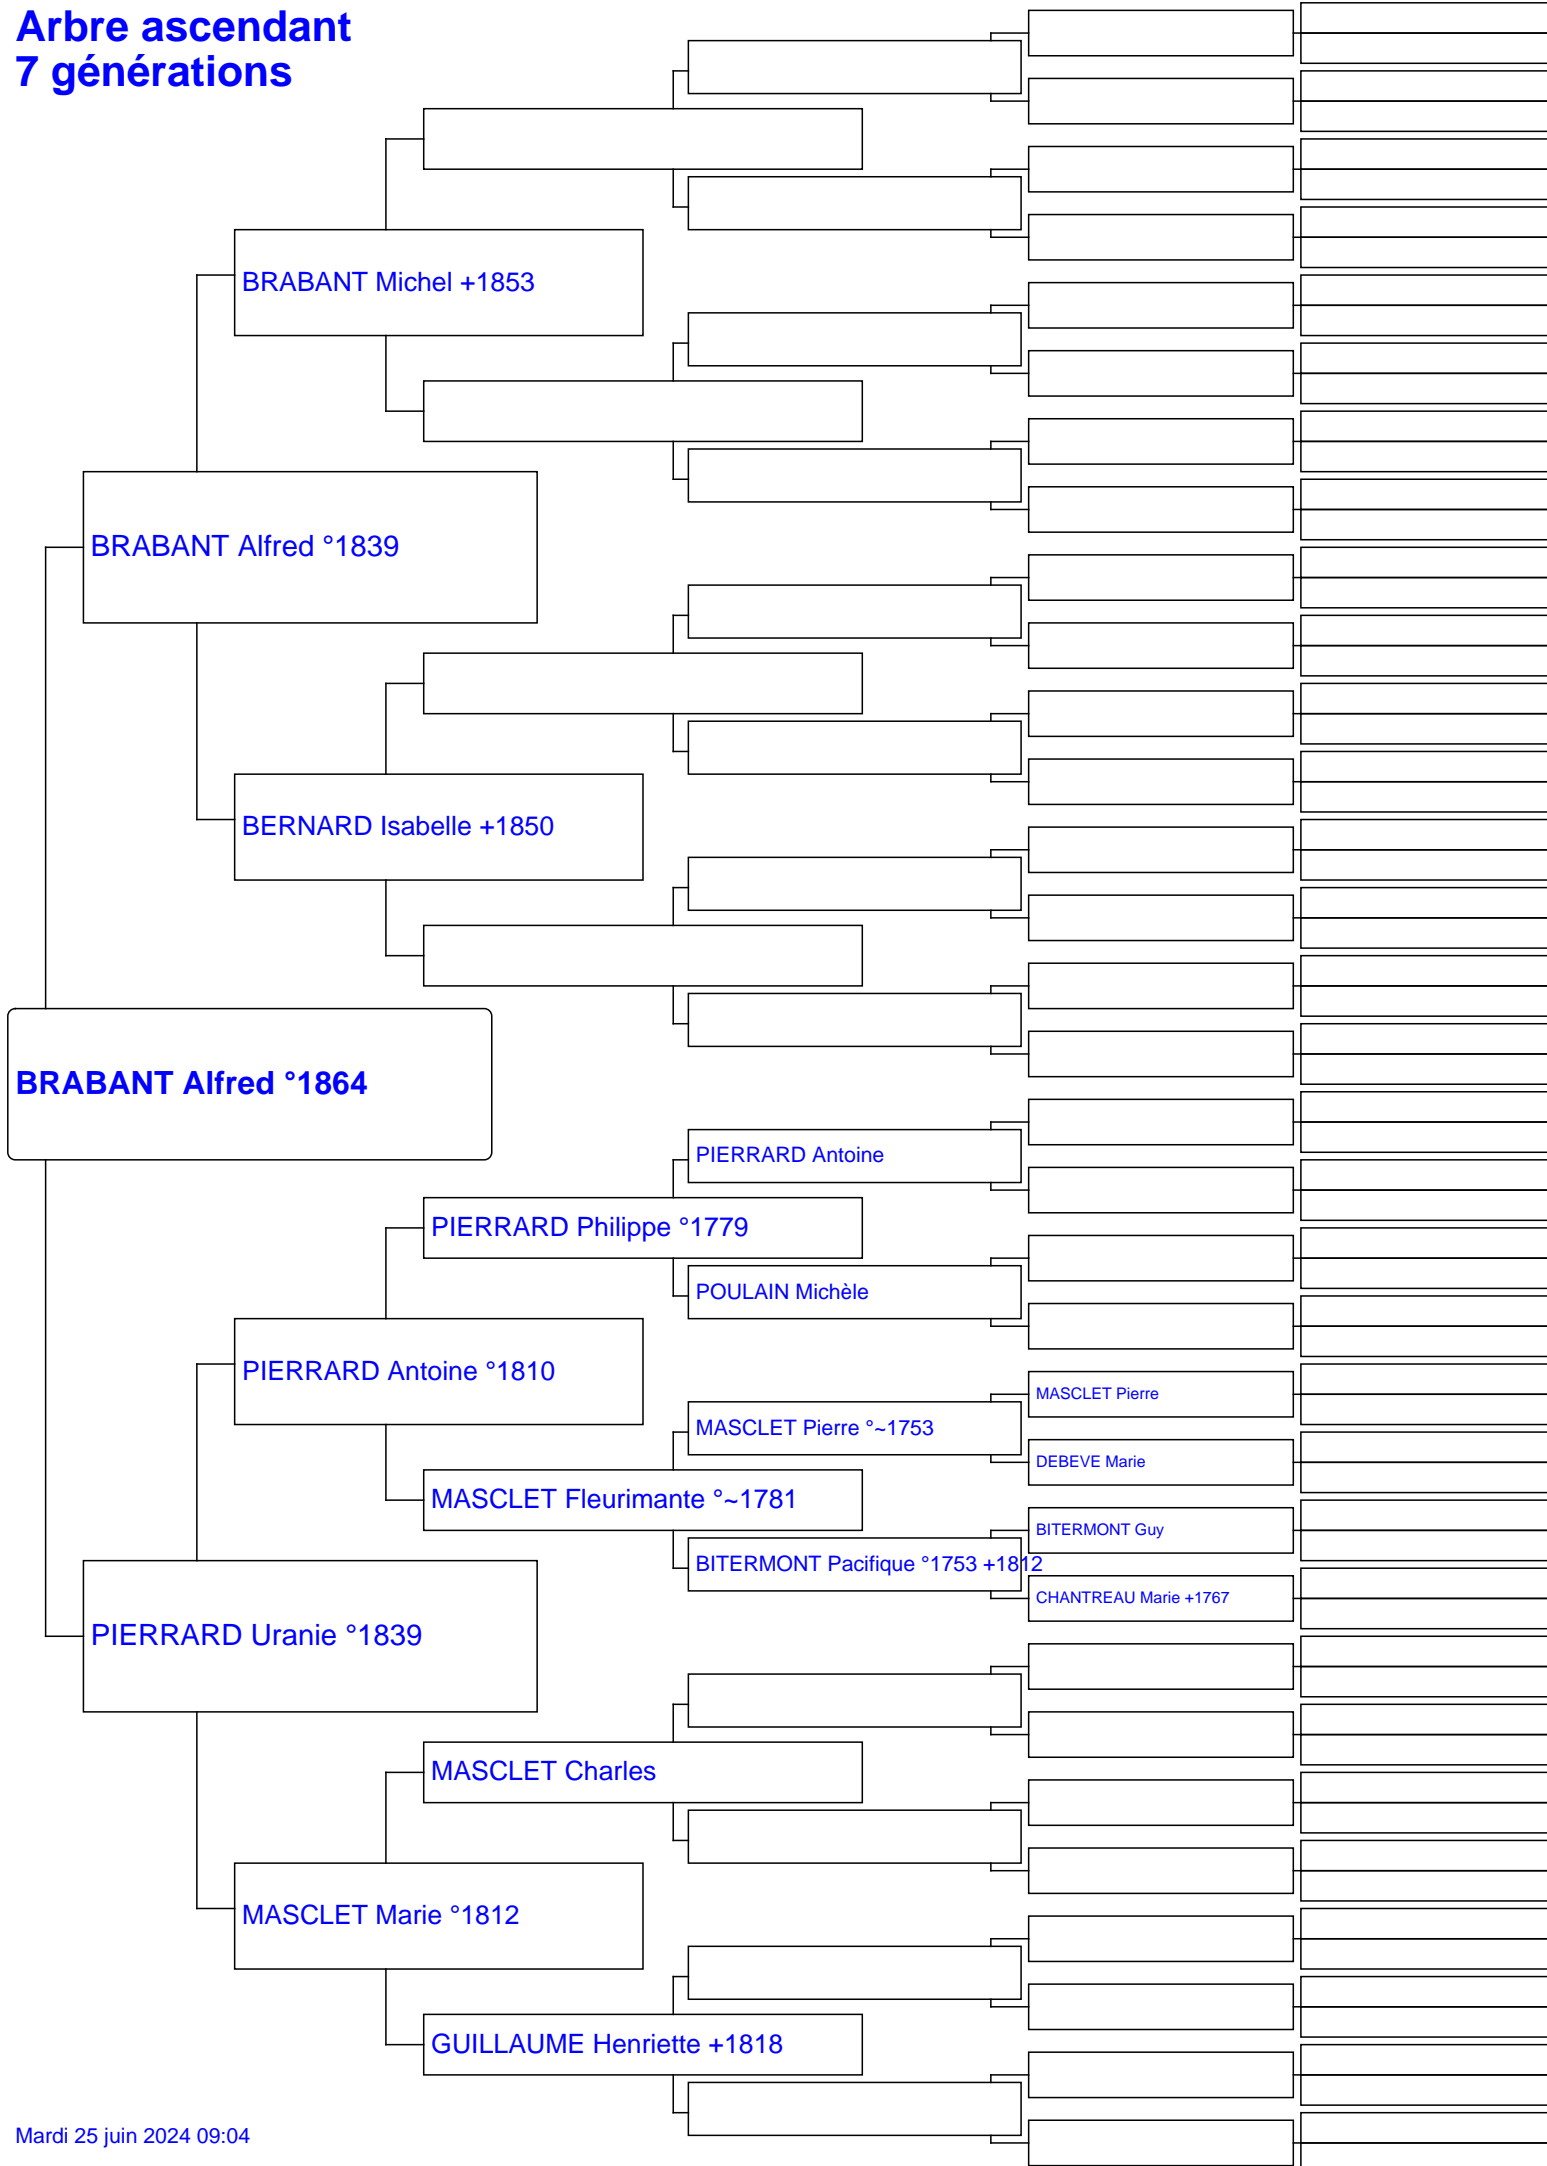 Arbre ascendant
7 générations
BRABANT Michel +1853
BRABANT Alfred °1839
BERNARD Isabelle +1850
BRABANT Alfred °1864
PIERRARD Antoine
PIERRARD Philippe °1779
POULAIN Michèle
PIERRARD Antoine °1810
MASCLET Pierre
MASCLET Pierre °~1753
DEBEVE Marie
MASCLET Fleurimante °~1781
BITERMONT Guy
BITERMONT Pacifique °1753 +1812
CHANTREAU Marie +1767
PIERRARD Uranie °1839
MASCLET Charles
MASCLET Marie °1812
GUILLAUME Henriette +1818
Mardi 25 juin 2024 09:04